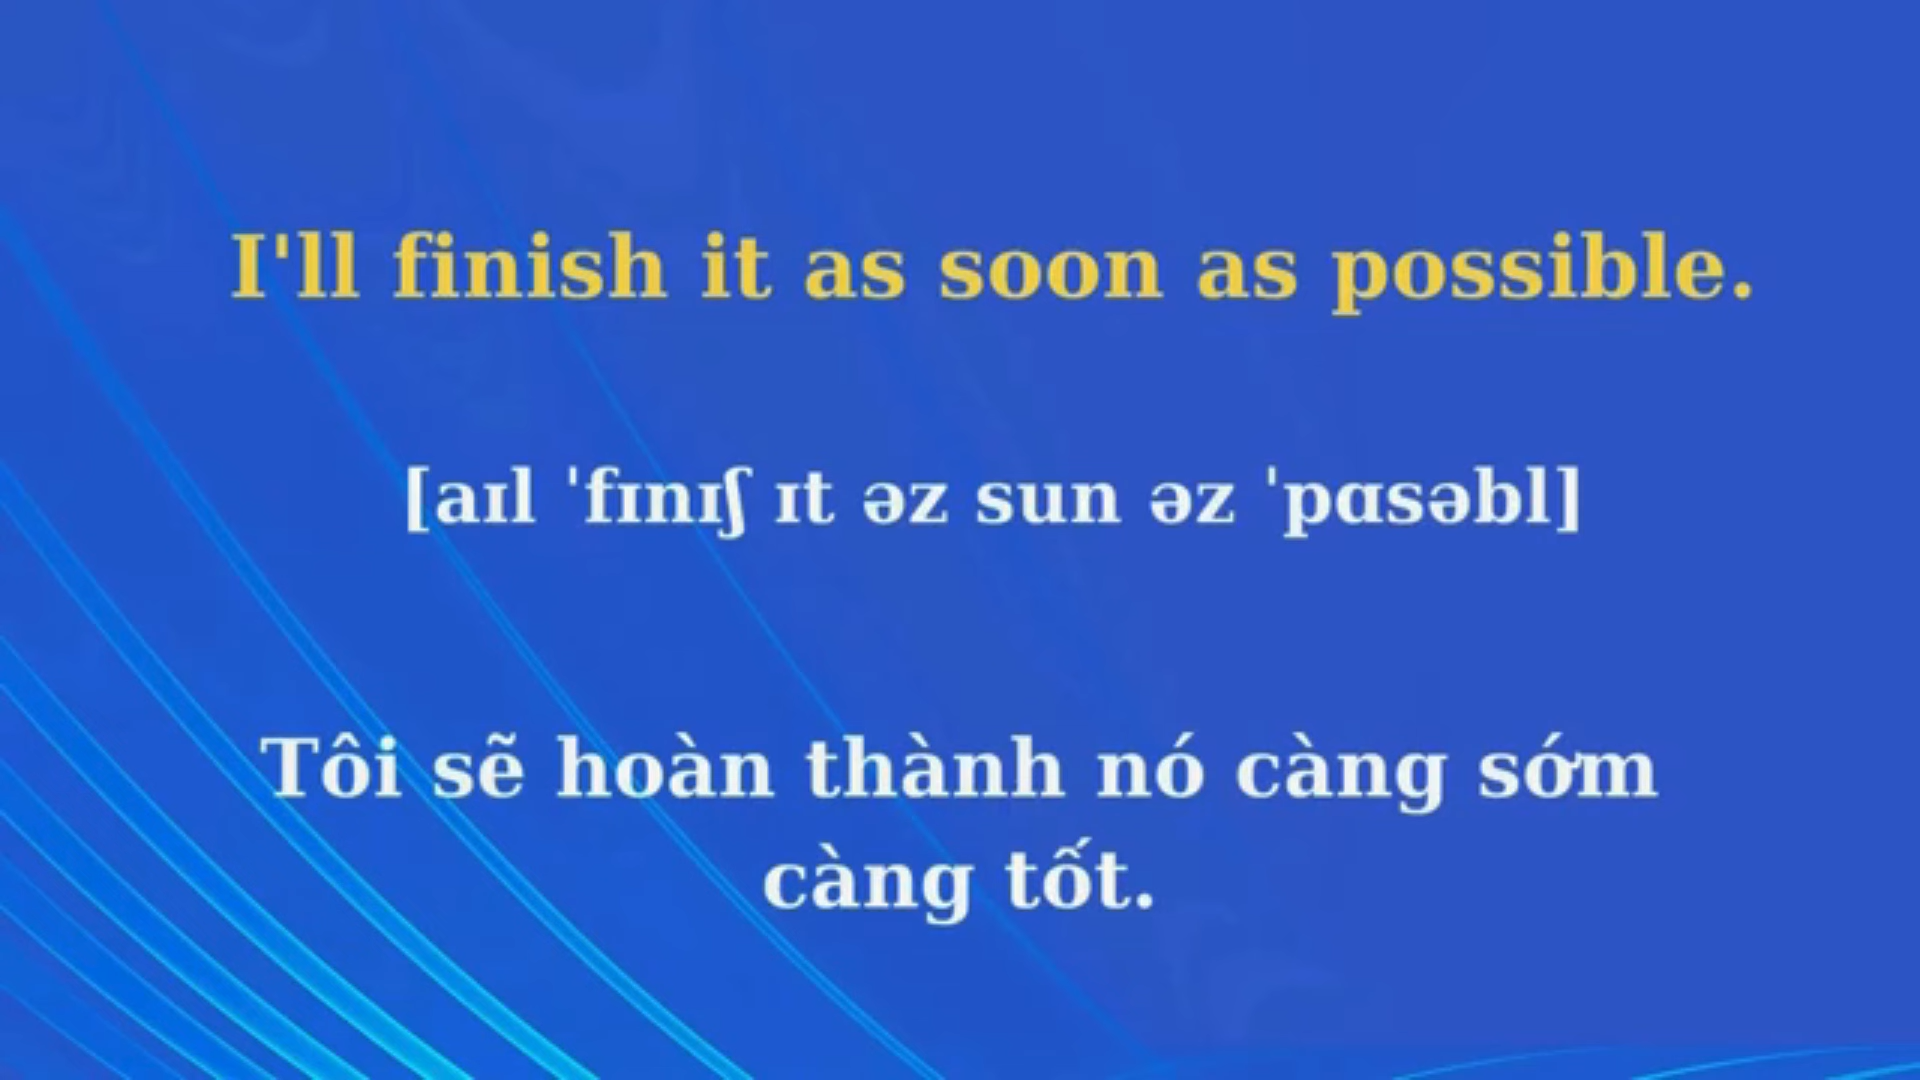 I'll finish it as soon as possible.
[aɪl ˈfɪnɪʃ ɪt əz sun əz ˈpɑsəbl]
Tôi sẽ hoàn thành nó càng sớm
càng tốt.